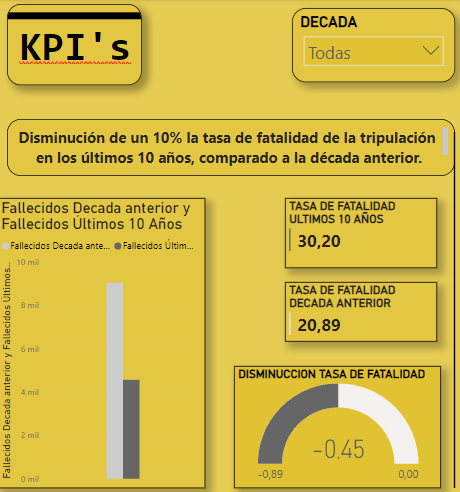 KPI's
DECADA
Todas
Disminución de un 10% la tasa de fatalidad de la tripulación
en los últimos 10 años, comparado a la década anterior.
Fallecidos Decada anterior y
Fallecidos Últimos 10 Años
Fallecidos Decada ante... Fallecidos Últim...
Fallecidos Decada anterior y Fallecidos Últimos...
10 mil
8 mil
6 mil
4 mil
2 mil
0 mil
TASA DE FATALIDAD
ULTIMOS 10 AÑOS
30,20
TASA DE FATALIDAD
DECADA ANTERIOR
20,89
DISMINUCCION TASA DE FATALIDAD
-0,45
-0,89 0,00